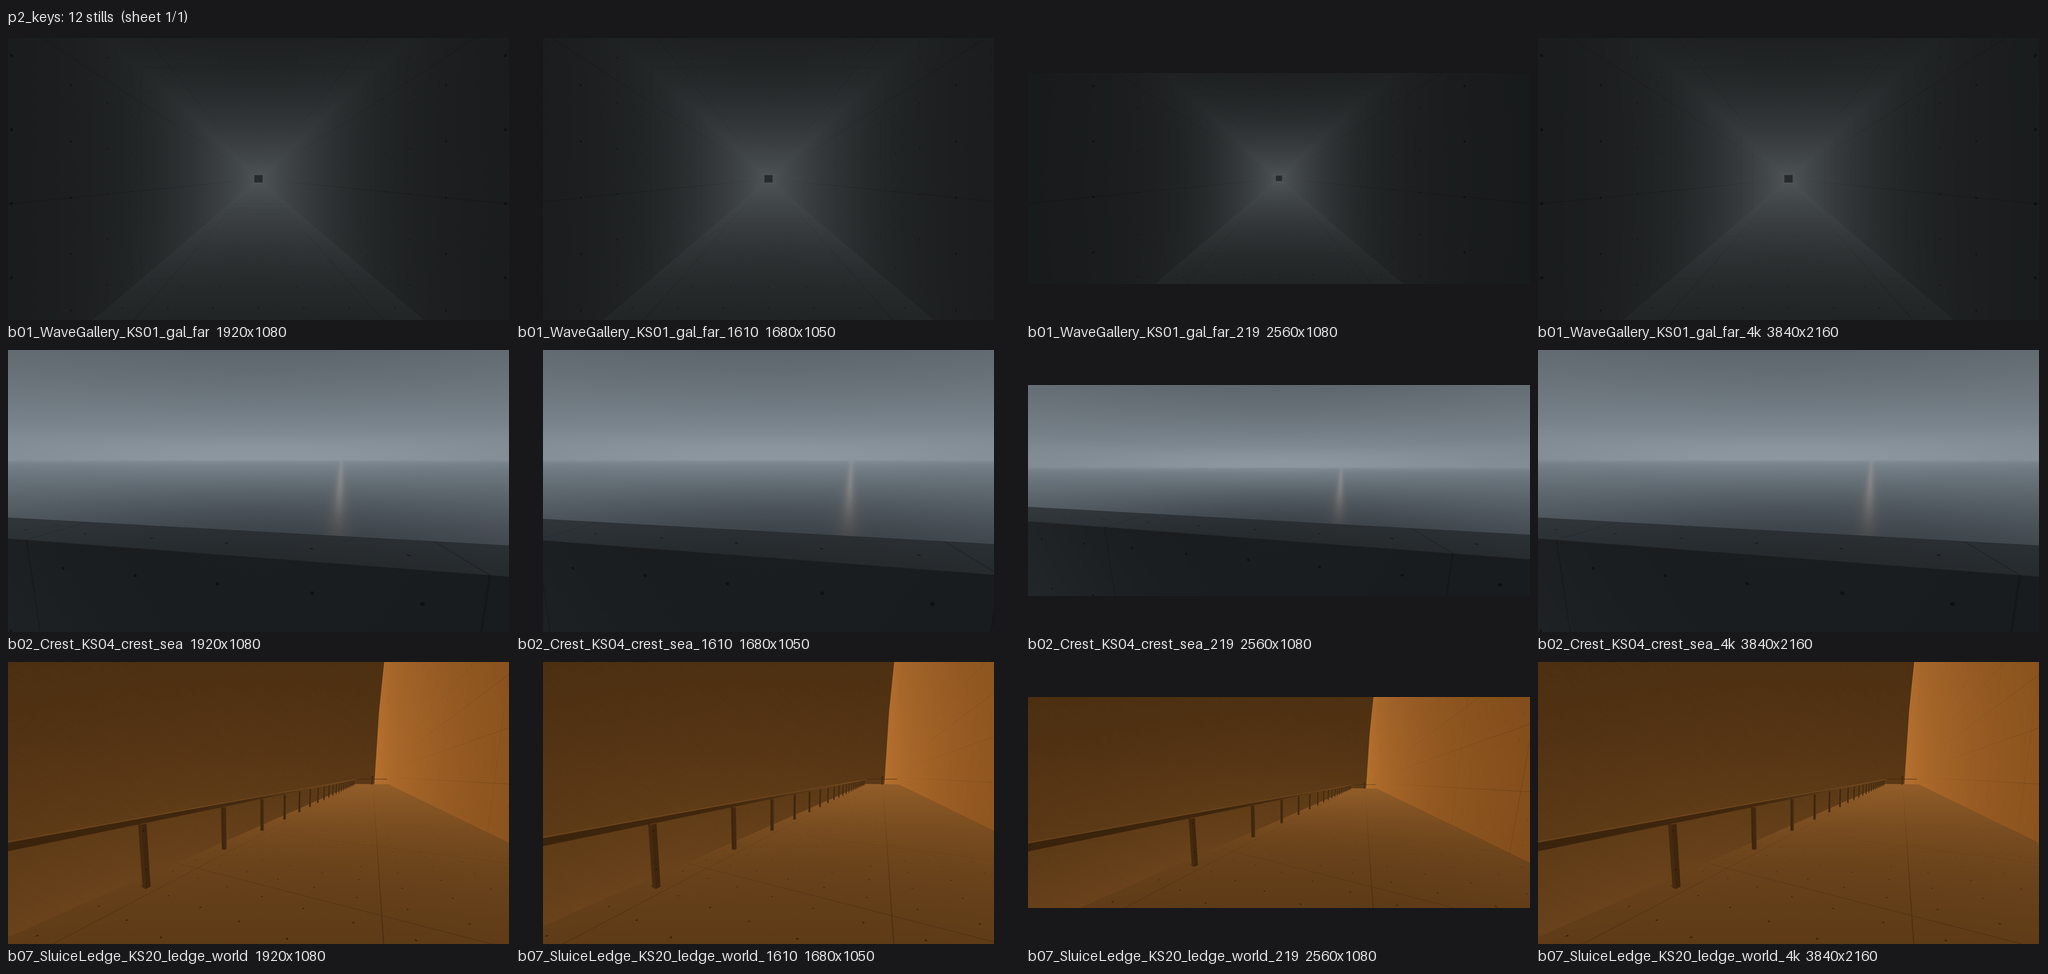 p2_keys: 12 stills (sheet 1/1)
b01_WaveGallery_KS01_gal_far 1920x1080
b01_WaveGallery_KS01_gal_far_1610 1680x1050
b01_WaveGallery_KS01_gal_far_219 2560x1080
b01_WaveGallery_KS01_gal_far_4k 3840x2160
b02_Crest_KS04_crest_sea 1920x1080
b02_Crest_KS04_crest_sea_1610 1680x1050
b02_Crest_KS04_crest_sea_219 2560x1080
b02_Crest_KS04_crest_sea_4k 3840x2160
b07_SluiceLedge_KS20_ledge_world 1920x1080
b07_SluiceLedge_KS20_ledge_world_1610 1680x1050
b07_SluiceLedge_KS20_ledge_world_219 2560x1080
b07_SluiceLedge_KS20_ledge_world_4k 3840x2160